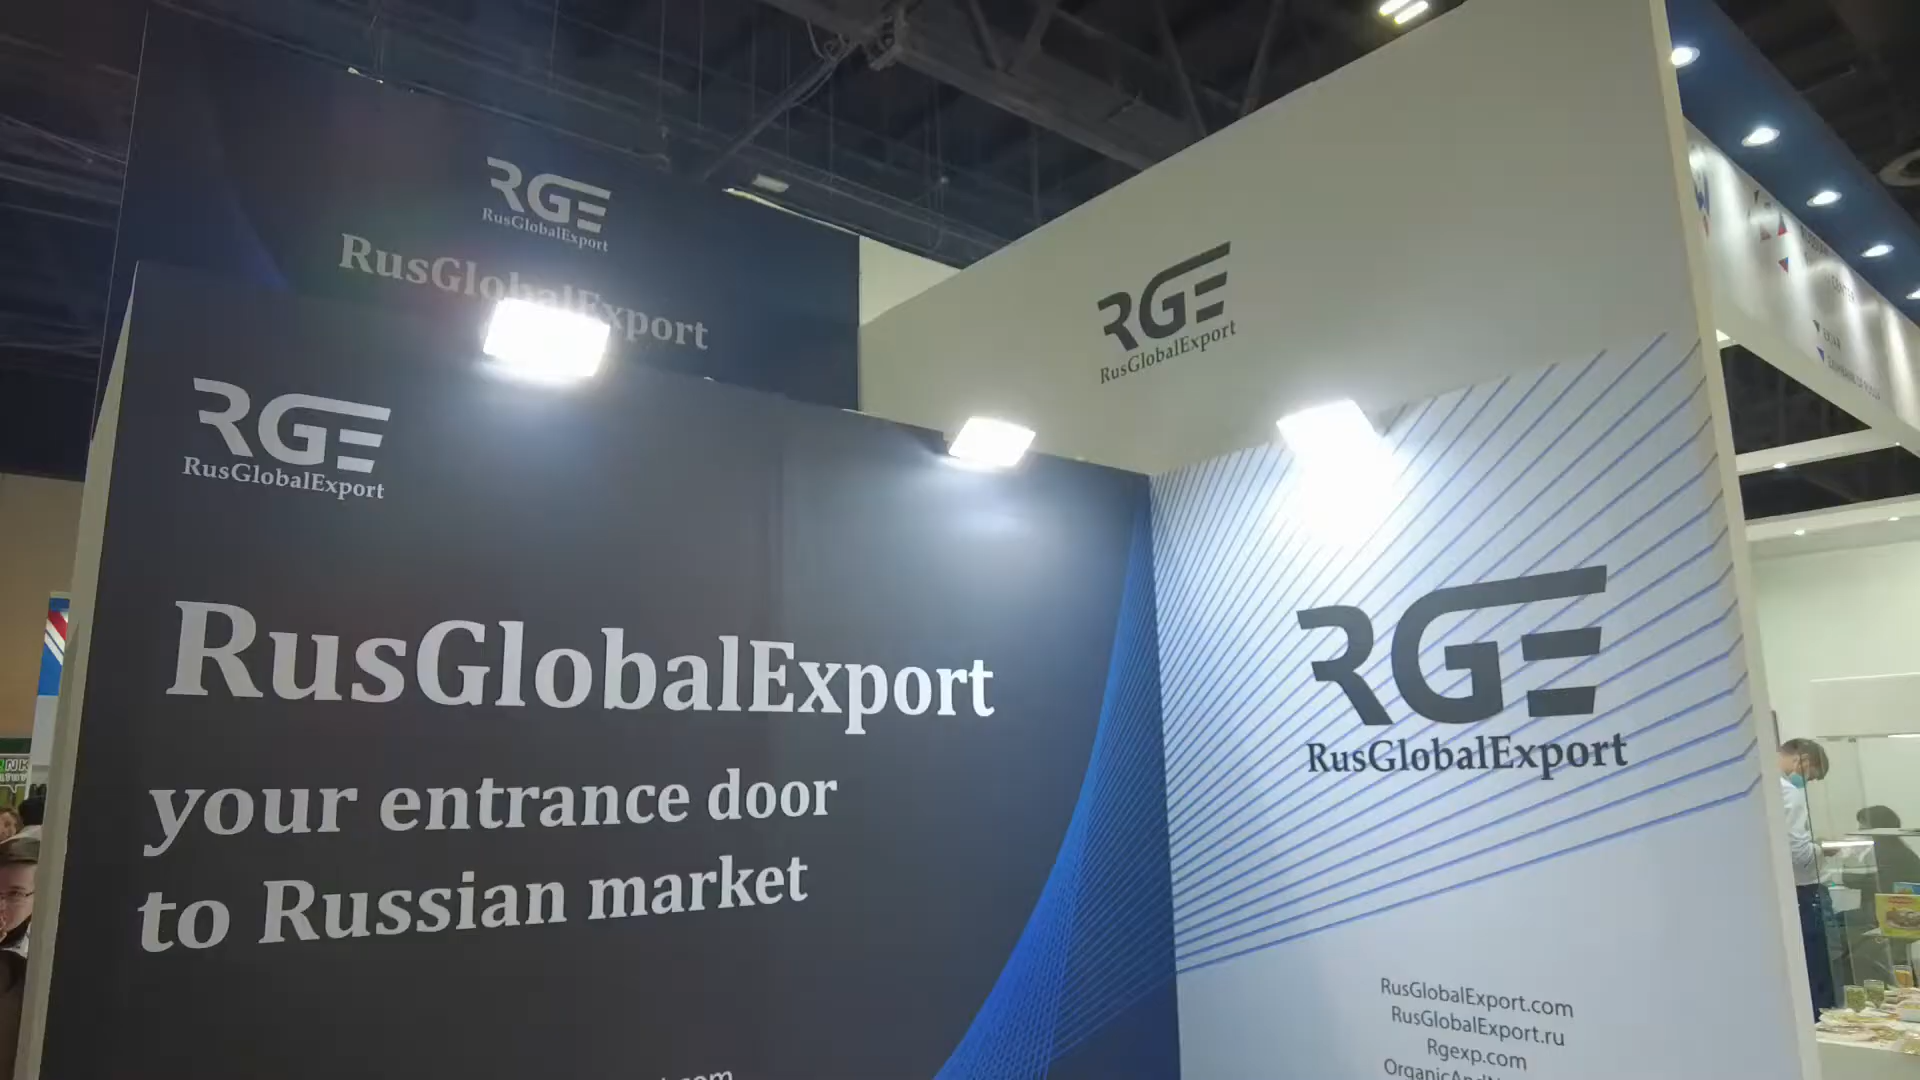 RGE
RusGlobalExport
RusGlobalExport
RGE
RusGlobalExport
RGE
RusGlobalExport
RusGlobalExport
your entrance door
to Russian market
RGE
RusGlobalExport
RusGlobalExport.com
RusGlobalExport.ru
Rgexp.com